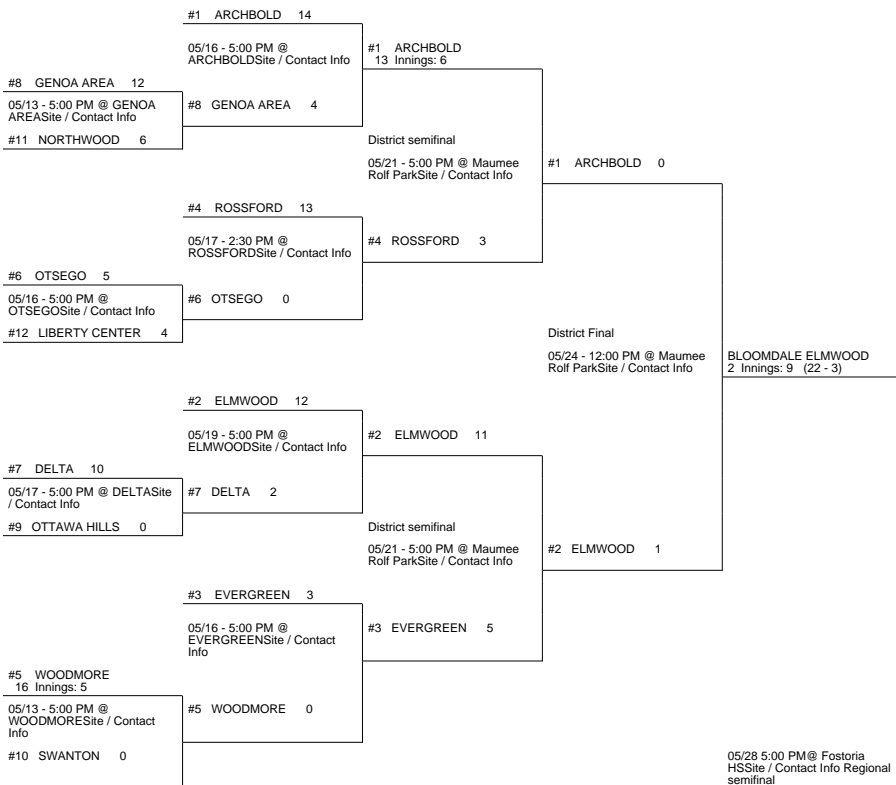 #1 ARCHBOLD 14
05/16 - 5:00 PM @
ARCHBOLDSite / Contact Info
#1 ARCHBOLD
13 Innings: 6
#8 GENOA AREA 12
05/13 - 5:00 PM @ GENOA
AREASite / Contact Info
#8 GENOA AREA 4
#11 NORTHWOOD 6
District semifinal
05/21 - 5:00 PM @ Maumee
Rolf ParkSite / Contact Info
#1 ARCHBOLD 0
#4 ROSSFORD 13
05/17 - 2:30 PM @
ROSSFORDSite / Contact Info
#4 ROSSFORD 3
#6 OTSEGO 5
05/16 - 5:00 PM @
OTSEGOSite / Contact Info
#6 OTSEGO 0
#12 LIBERTY CENTER 4
District Final
05/24 - 12:00 PM @ Maumee
Rolf ParkSite / Contact Info
BLOOMDALE ELMWOOD
2 Innings: 9 (22 - 3)
#2 ELMWOOD 12
05/19 - 5:00 PM @
ELMWOODSite / Contact Info
#2 ELMWOOD 11
#7 DELTA 10
05/17 - 5:00 PM @ DELTASite
/ Contact Info
#7 DELTA 2
#9 OTTAWA HILLS 0
District semifinal
05/21 - 5:00 PM @ Maumee
Rolf ParkSite / Contact Info
#2 ELMWOOD 1
#3 EVERGREEN 3
05/16 - 5:00 PM @
EVERGREENSite / Contact
Info
#3 EVERGREEN 5
#5 WOODMORE
16 Innings: 5
05/13 - 5:00 PM @
WOODMORESite / Contact
Info
#5 WOODMORE 0
#10 SWANTON 0
05/28 5:00 PM@ Fostoria
HSSite / Contact Info Regional
semifinal